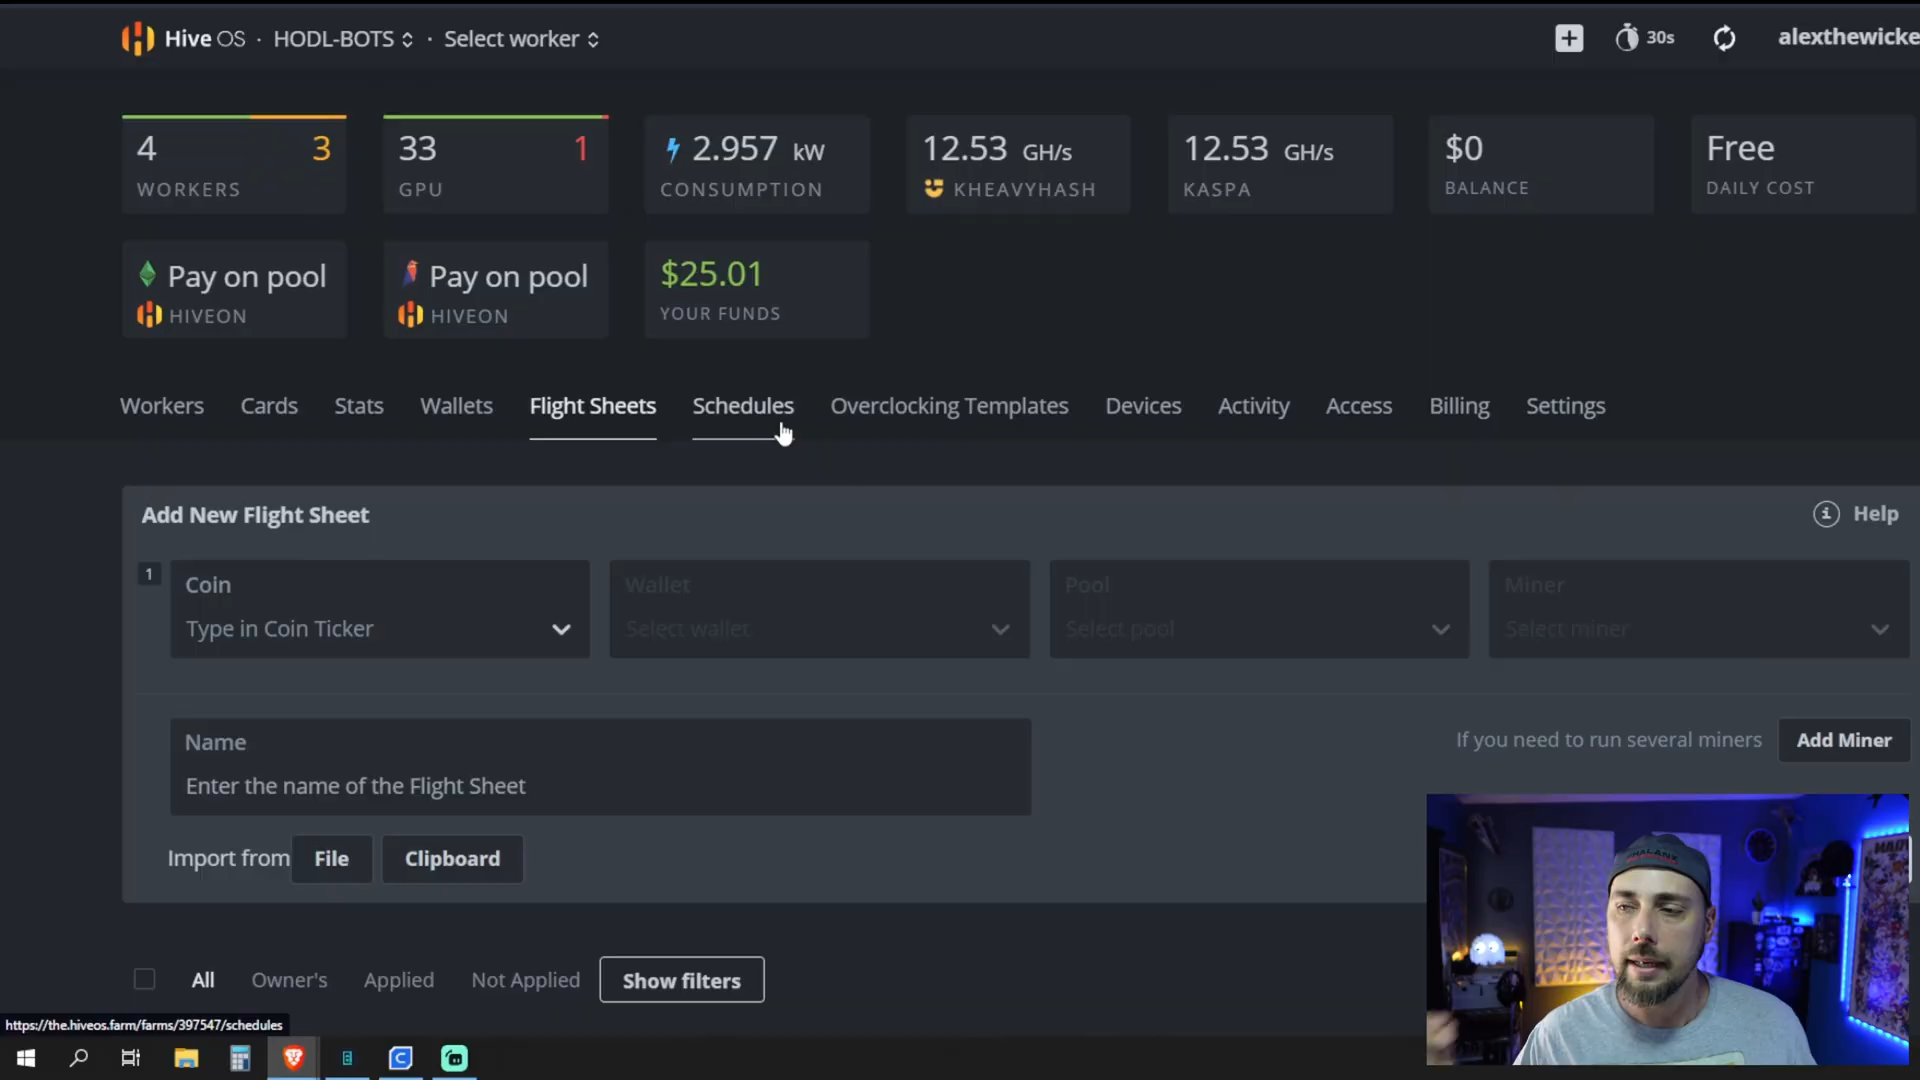 Hive OS · HODL-BOTS · Select worker
30s
alexthewicke
4 3
WORKERS
33 1
GPU
2.957 kW
CONSUMPTION
12.53 GH/s
KHEAVYHASH
12.53 GH/s
KASPA
$0
BALANCE
Free
DAILY COST
Pay on pool
HIVEON
Pay on pool
HIVEON
$25.01
YOUR FUNDS
Workers Cards Stats Wallets Flight Sheets Schedules Overclocking Templates Devices Activity Access Billing Settings
Add New Flight Sheet
Help
1
Coin
Type in Coin Ticker
Wallet
Select wallet
Pool
Select pool
Miner
Select miner
Name
Enter the name of the Flight Sheet
If you need to run several miners Add Miner
Import from File Clipboard
All Owner's Applied Not Applied Show filters
https://the.hiveos.farm/farms/397547/schedules